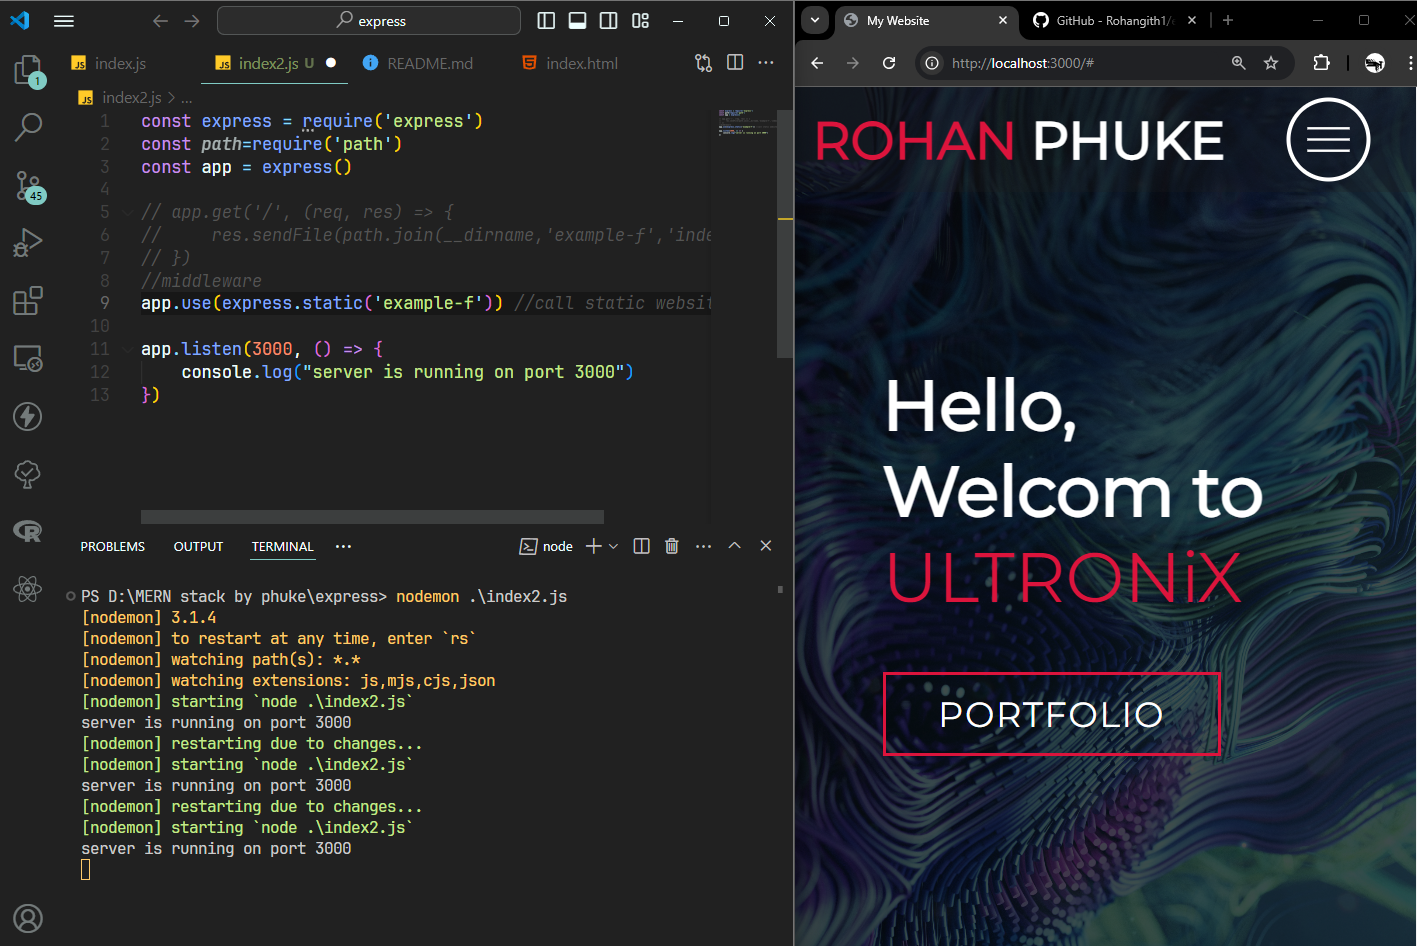 express
index.js
index2.js U
README.md
index.html
JS index2.js > ...
1 const express = require('express')
2 const path=require('path')
3 const app = express()
4
5 // app.get('/', (req, res) => {
6 //     res.sendFile(path.join(__dirname,'example-f','inde
7 // })
8 //middleware
9 app.use(express.static('example-f')) //call static websit
10
11 app.listen(3000, () => {
12     console.log("server is running on port 3000")
13 })
1
45
PROBLEMS OUTPUT TERMINAL ...
node
PS D:\MERN stack by phuke\express> nodemon .\index2.js
[nodemon] 3.1.4
[nodemon] to restart at any time, enter `rs`
[nodemon] watching path(s): *.*
[nodemon] watching extensions: js,mjs,cjs,json
[nodemon] starting `node .\index2.js`
server is running on port 3000
[nodemon] restarting due to changes...
[nodemon] starting `node .\index2.js`
server is running on port 3000
[nodemon] restarting due to changes...
[nodemon] starting `node .\index2.js`
server is running on port 3000
My Website
GitHub - Rohangith1/
http://localhost:3000/#
ROHAN PHUKE
Hello,
Welcom to
ULTRONiX
PORTFOLIO